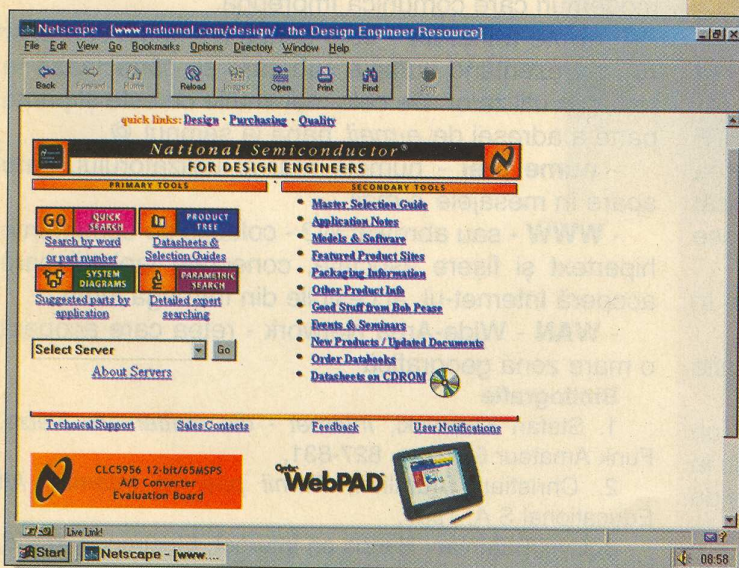 Netscape - [www national.com/design/ - the Design Engineer Resource]
File Edit View Go Bookmarks Options Directory Window Help
Back Forward Home Reload Images Open Print Find Stop
quick links: Design · Purchasing · Quality
National Semiconductor®
FOR DESIGN ENGINEERS
PRIMARY TOOLS
SECONDARY TOOLS
GO QUICK SEARCH
PRODUCT TREE
Search by word or part number
Datasheets & Selection Guides
SYSTEM DIAGRAMS
PARAMETRIC SEARCH
Suggested parts by application
Detailed expert searching
Select Server Go
About Servers
Master Selection Guide
Application Notes
Models & Software
Featured Product Sites
Packaging Information
Other Product Info
Good Stuff from Bob Pease
Events & Seminars
New Products / Updated Documents
Order Databooks
Datasheets on CDROM
Technical Support Sales Contacts Feedback User Notifications
CLC5956 12-bit/65MSPS
A/D Converter
Evaluation Board
WebPAD
Live Link!
Start Netscape - [www....
08:58